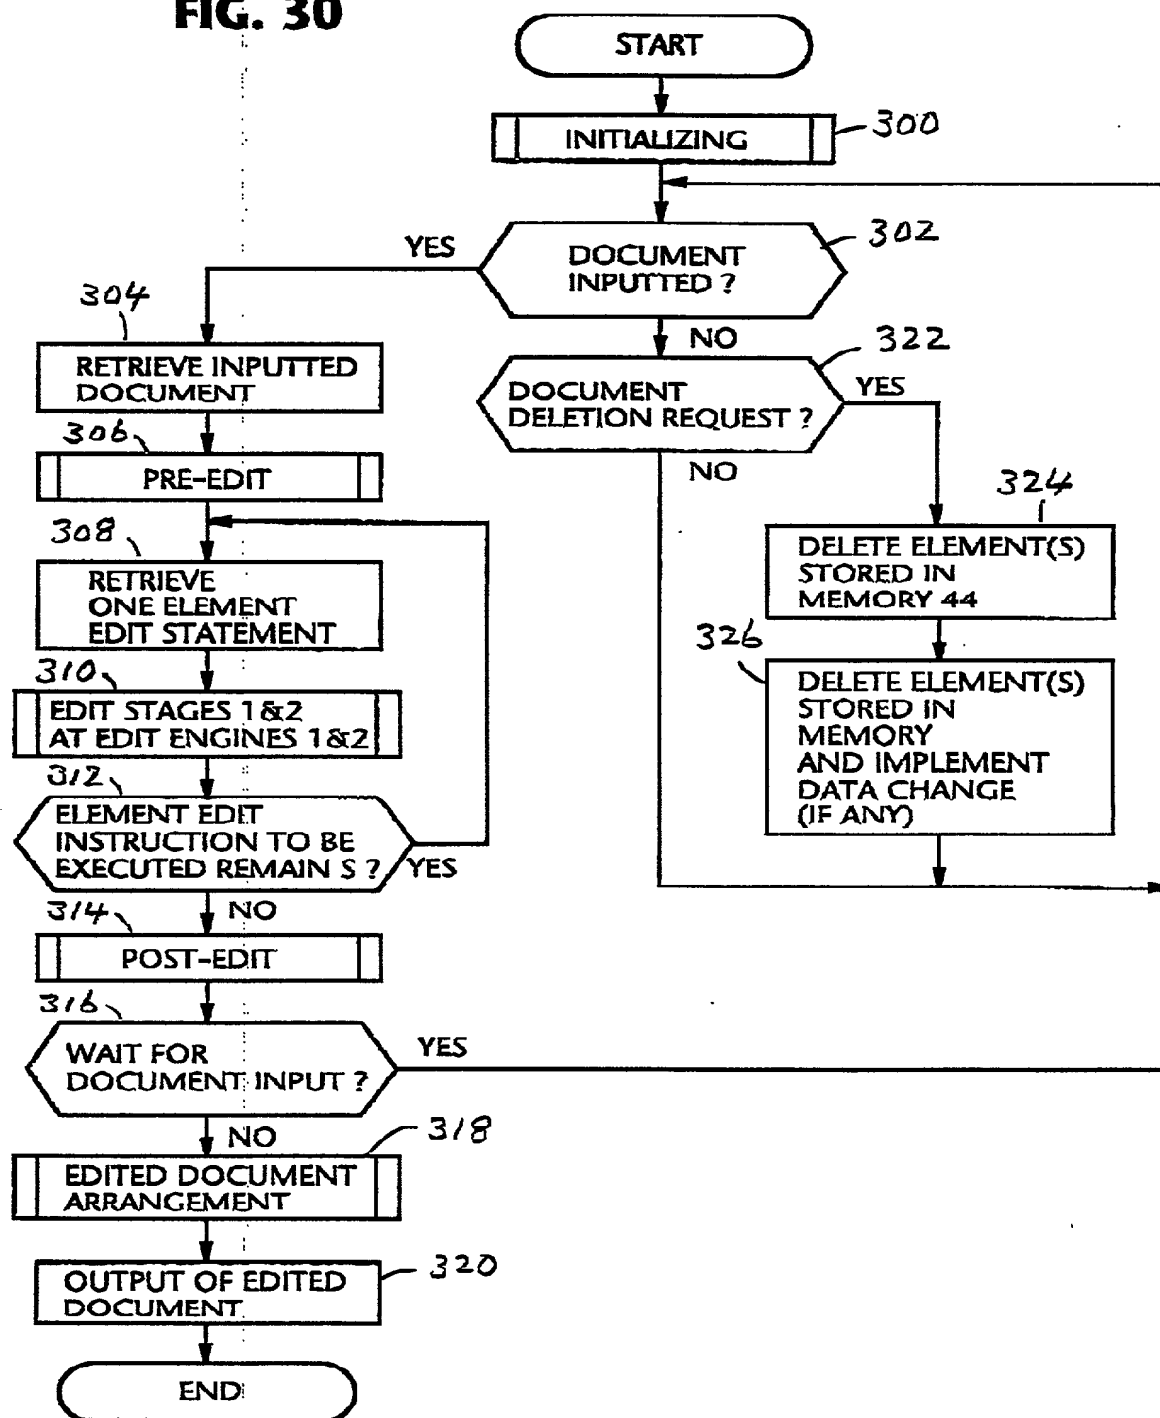 FIG. 30
START
INITIALIZING
300
DOCUMENT
INPUTTED ?
302
YES
NO
304
RETRIEVE INPUTTED
DOCUMENT
306
PRE-EDIT
308
RETRIEVE
ONE ELEMENT
EDIT STATEMENT
310
EDIT STAGES 1&2
AT EDIT ENGINES 1&2
312
ELEMENT EDIT
INSTRUCTION TO BE
EXECUTED REMAIN S ?
YES
NO
314
POST-EDIT
316
WAIT FOR
DOCUMENT INPUT ?
YES
NO
318
EDITED DOCUMENT
ARRANGEMENT
320
OUTPUT OF EDITED
DOCUMENT
END
322
DOCUMENT
DELETION REQUEST ?
YES
NO
324
DELETE ELEMENT(S)
STORED IN
MEMORY 44
326
DELETE ELEMENT(S)
STORED IN
MEMORY
AND IMPLEMENT
DATA CHANGE
(IF ANY)